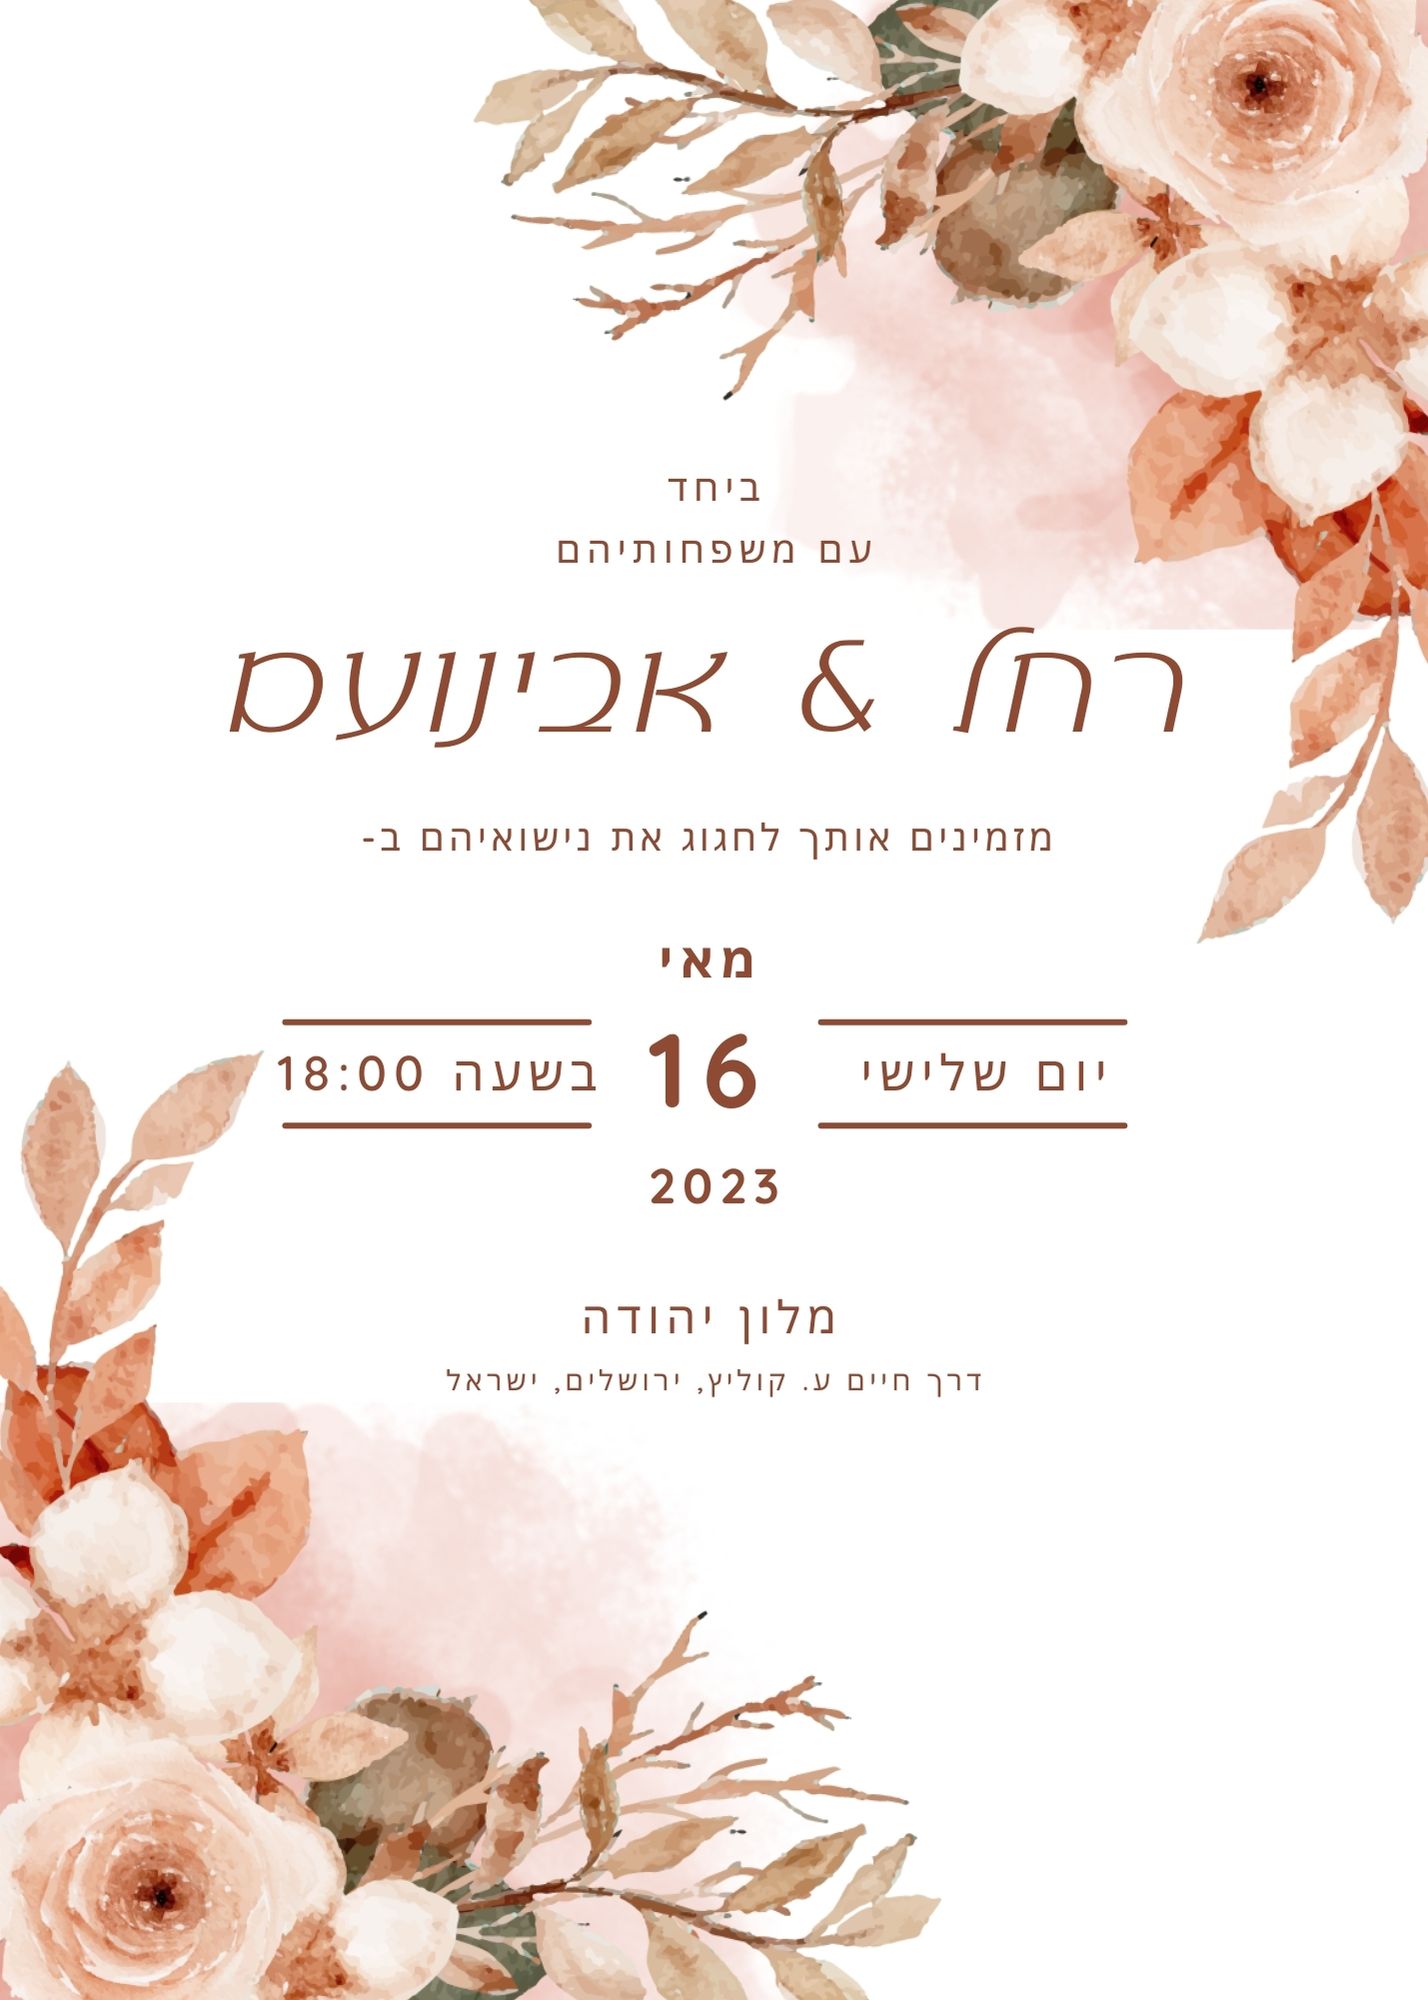 ביחד
עם משפחותיהם
רחל & אבינועם
מזמינים אותך לחגוג את נישואיהם ב-
מאי
יום שלישי 16 בשעה 18:00
2023
מלון יהודה
דרך חיים ע. קוליץ, ירושלים, ישראל